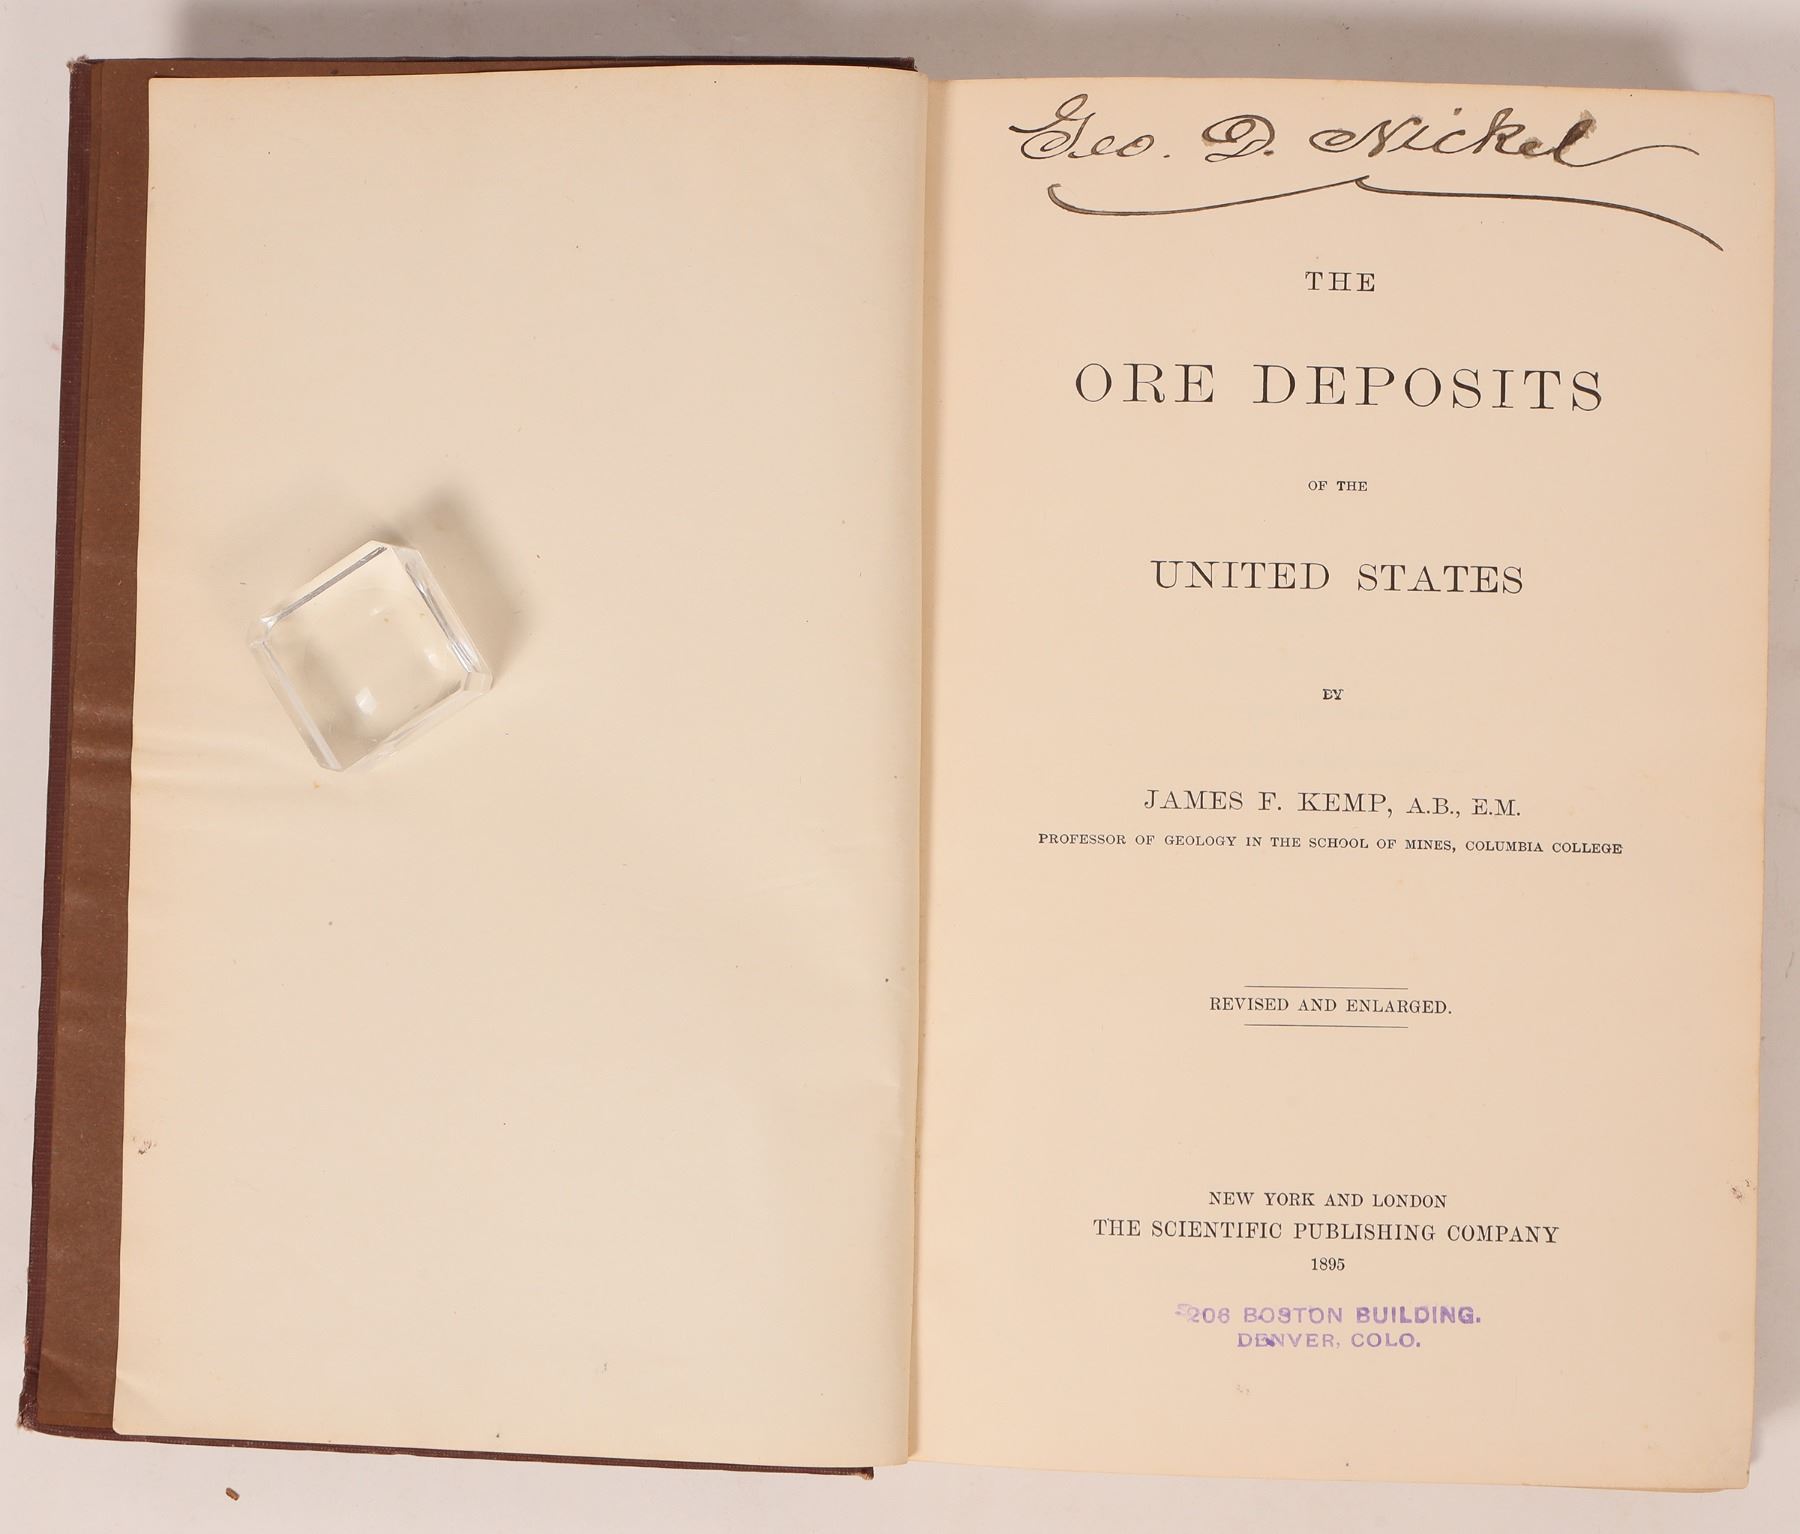 Geo. D. Nickel
THE
ORE DEPOSITS
OF THE
UNITED STATES
BY
JAMES F. KEMP, A.B., E.M.
PROFESSOR OF GEOLOGY IN THE SCHOOL OF MINES, COLUMBIA COLLEGE
REVISED AND ENLARGED.
NEW YORK AND LONDON
THE SCIENTIFIC PUBLISHING COMPANY
1895
BOSTON BUILDING.
DENVER, COLO.